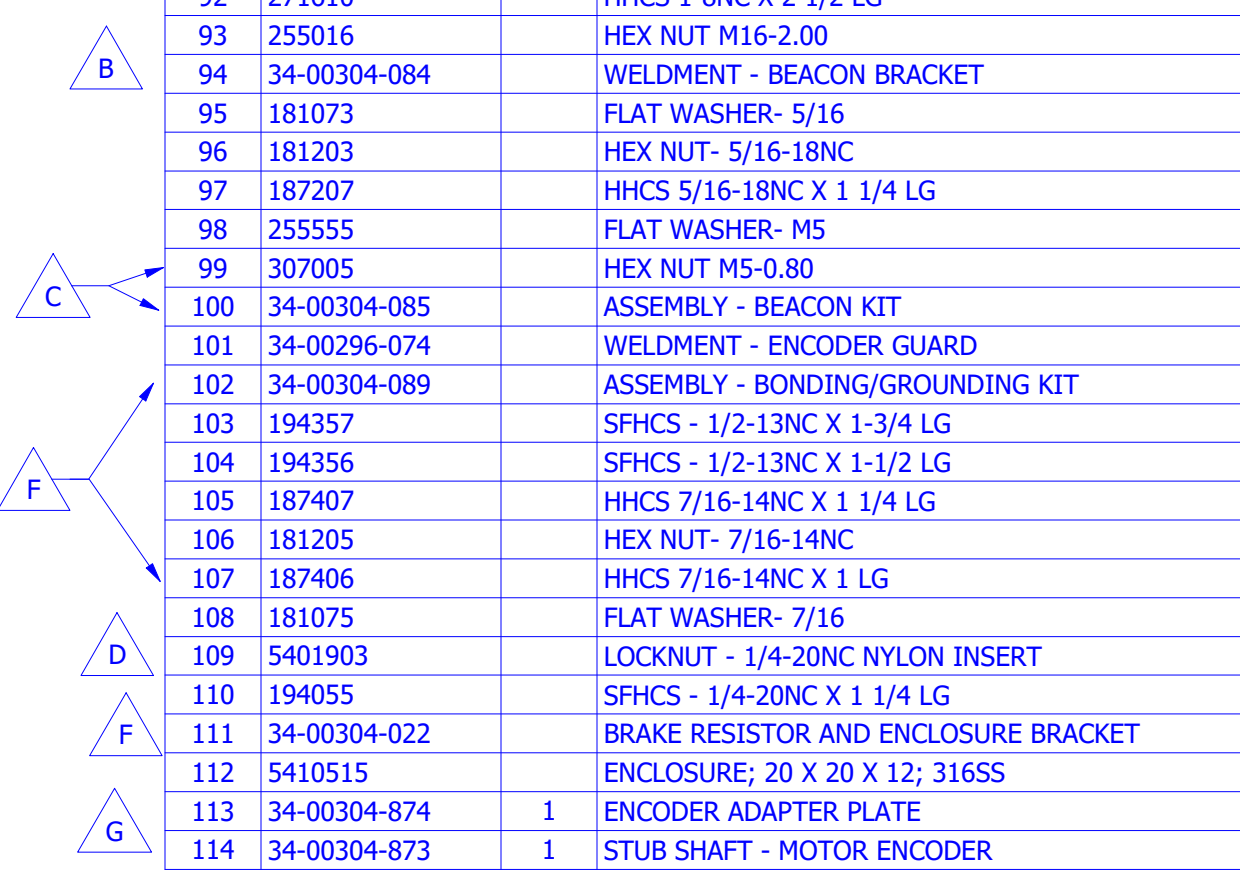 92 271610 HHCS 1-8NC X 2 1/2 LG
93 255016 HEX NUT M16-2.00
B
94 34-00304-084 WELDMENT - BEACON BRACKET
95 181073 FLAT WASHER- 5/16
96 181203 HEX NUT- 5/16-18NC
97 187207 HHCS 5/16-18NC X 1 1/4 LG
98 255555 FLAT WASHER- M5
99 307005 HEX NUT M5-0.80
C
100 34-00304-085 ASSEMBLY - BEACON KIT
101 34-00296-074 WELDMENT - ENCODER GUARD
102 34-00304-089 ASSEMBLY - BONDING/GROUNDING KIT
103 194357 SFHCS - 1/2-13NC X 1-3/4 LG
104 194356 SFHCS - 1/2-13NC X 1-1/2 LG
F
105 187407 HHCS 7/16-14NC X 1 1/4 LG
106 181205 HEX NUT- 7/16-14NC
107 187406 HHCS 7/16-14NC X 1 LG
108 181075 FLAT WASHER- 7/16
D
109 5401903 LOCKNUT - 1/4-20NC NYLON INSERT
110 194055 SFHCS - 1/4-20NC X 1 1/4 LG
F
111 34-00304-022 BRAKE RESISTOR AND ENCLOSURE BRACKET
112 5410515 ENCLOSURE; 20 X 20 X 12; 316SS
113 34-00304-874 1 ENCODER ADAPTER PLATE
G
114 34-00304-873 1 STUB SHAFT - MOTOR ENCODER